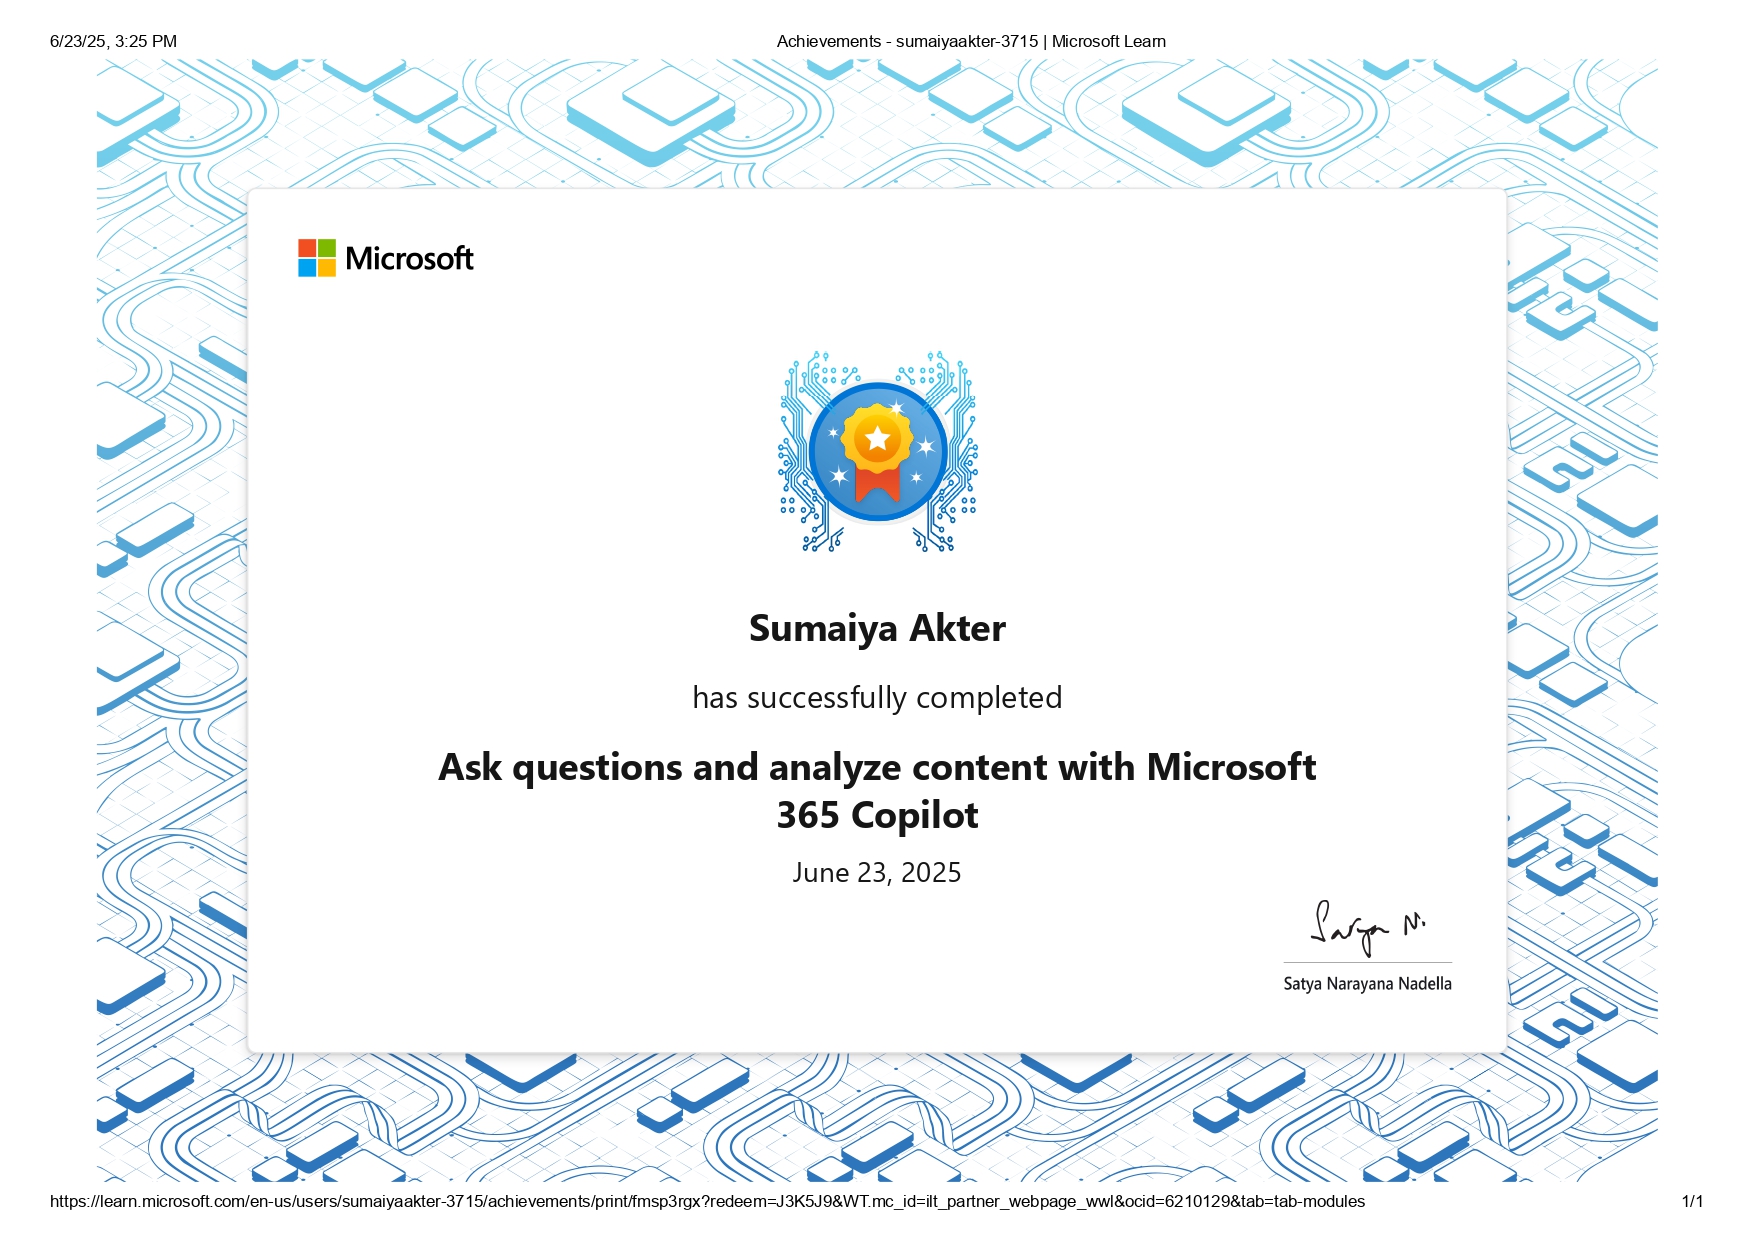 6/23/25, 3:25 PM
Achievements - sumaiyaakter-3715 | Microsoft Learn
Microsoft
Sumaiya Akter
has successfully completed
Ask questions and analyze content with Microsoft
365 Copilot
June 23, 2025
Satya N.
Satya Narayana Nadella
https://learn.microsoft.com/en-us/users/sumaiyaakter-3715/achievements/print/fmsp3rgx?redeem=J3K5J9&WT.mc_id=ilt_partner_webpage_wwl&ocid=6210129&tab=tab-modules
1/1